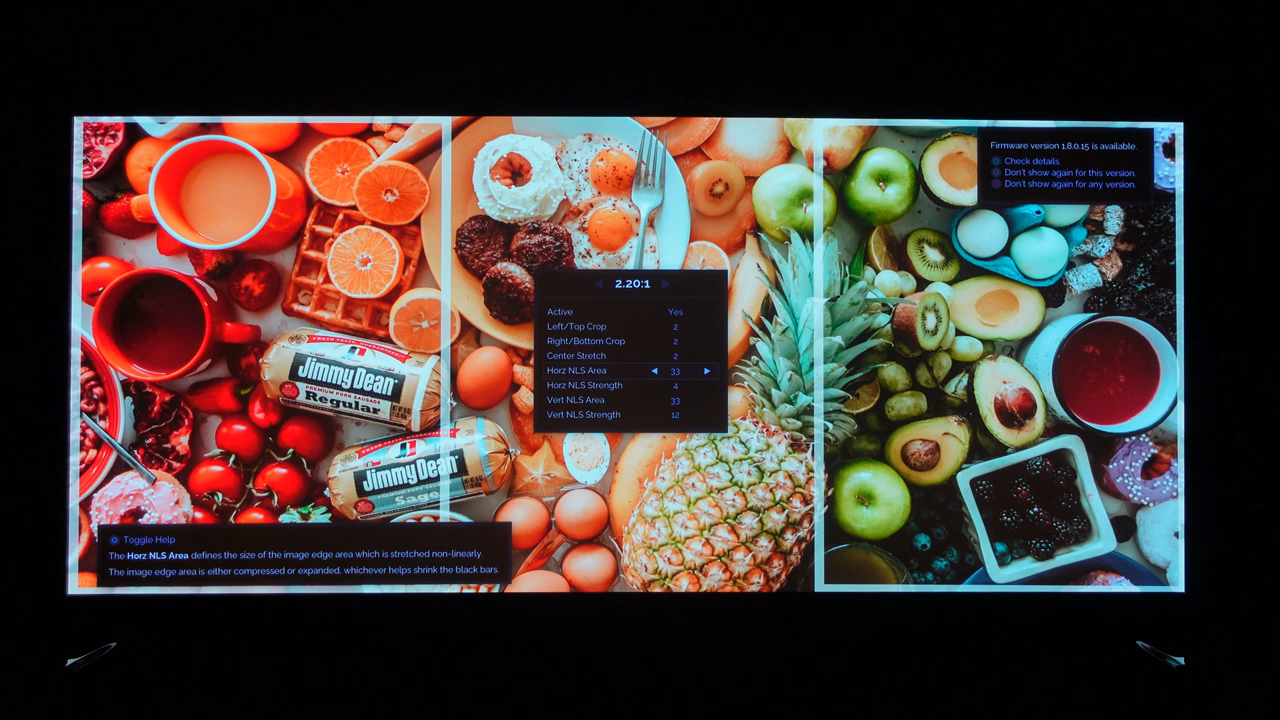 Firmware version 1.8.0.15 is available.
Check details.
Don't show again for this version.
Don't show again for any version.
2.20:1
Active Yes
Left/Top Crop 2
Right/Bottom Crop 2
Center Stretch 2
Horz NLS Area 33
Horz NLS Strength 4
Vert NLS Area 33
Vert NLS Strength 12
Jimmy Dean
PREMIUM PORK SAUSAGE
Regular
Jimmy Dean
PREMIUM PORK SAUSAGE
Sage
Toggle Help
The Horz NLS Area defines the size of the image edge area which is stretched non-linearly.
The image edge area is either compressed or expanded, whichever helps shrink the black bars.